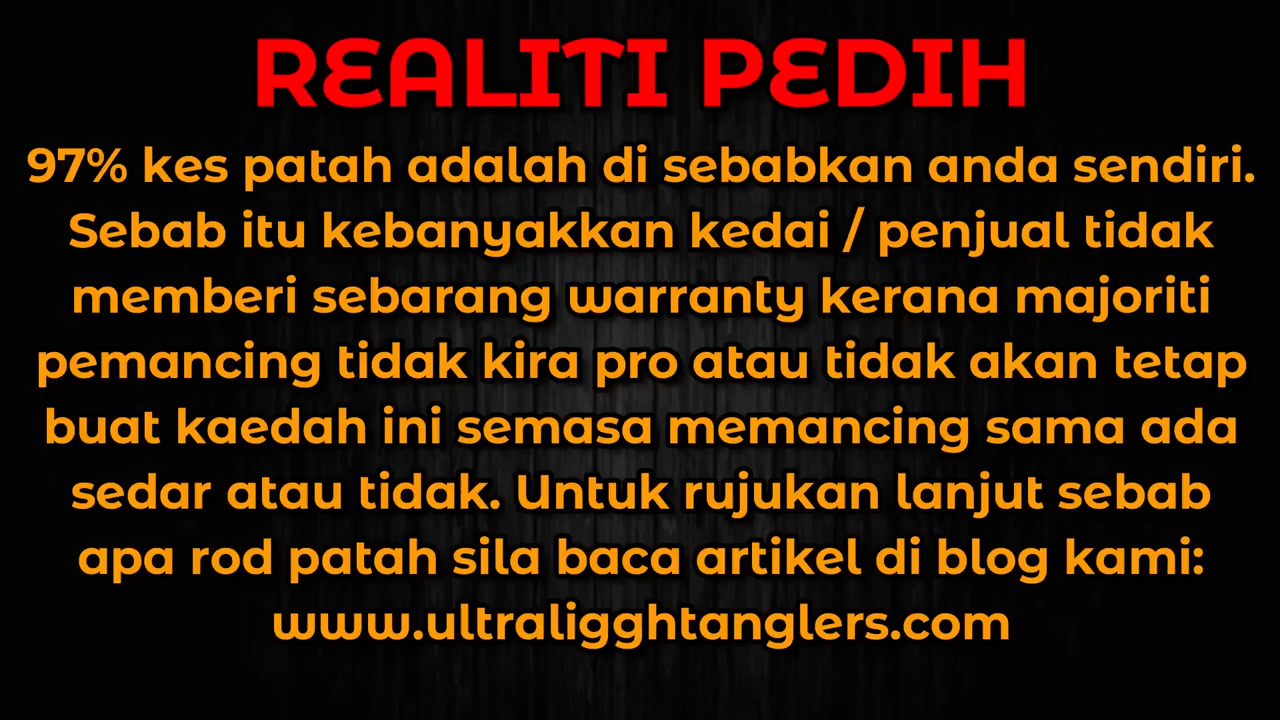 REALITI PEDIH
97% kes patah adalah di sebabkan anda sendiri.
Sebab itu kebanyakkan kedai / penjual tidak
memberi sebarang warranty kerana majoriti
pemancing tidak kira pro atau tidak akan tetap
buat kaedah ini semasa memancing sama ada
sedar atau tidak. Untuk rujukan lanjut sebab
apa rod patah sila baca artikel di blog kami:
www.ultraligghtanglers.com